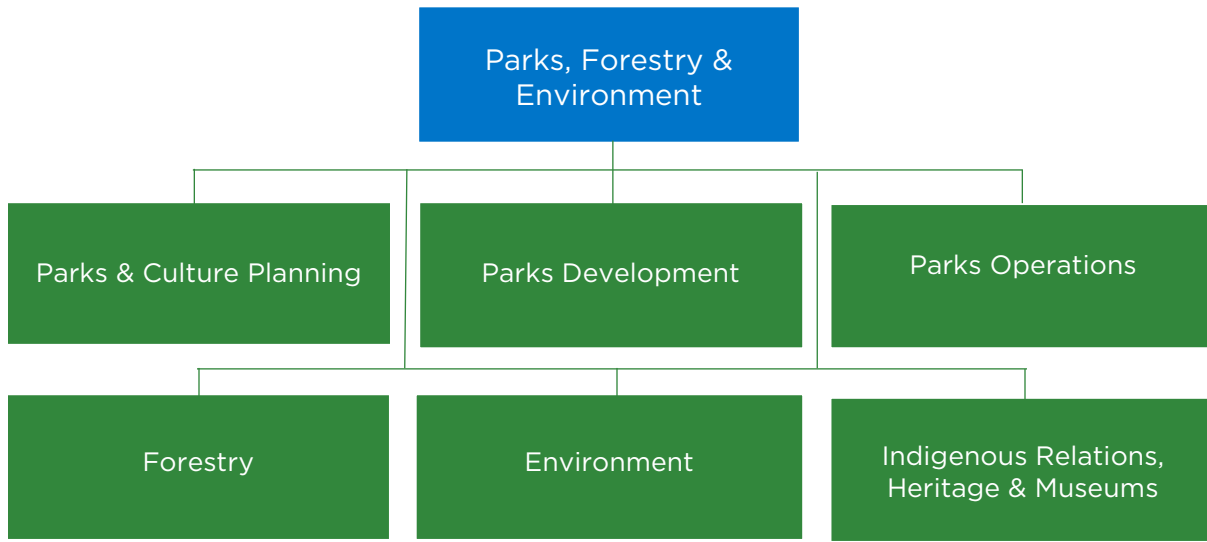 Parks, Forestry &
Environment
Parks & Culture Planning
Parks Development
Parks Operations
Forestry
Environment
Indigenous Relations,
Heritage & Museums